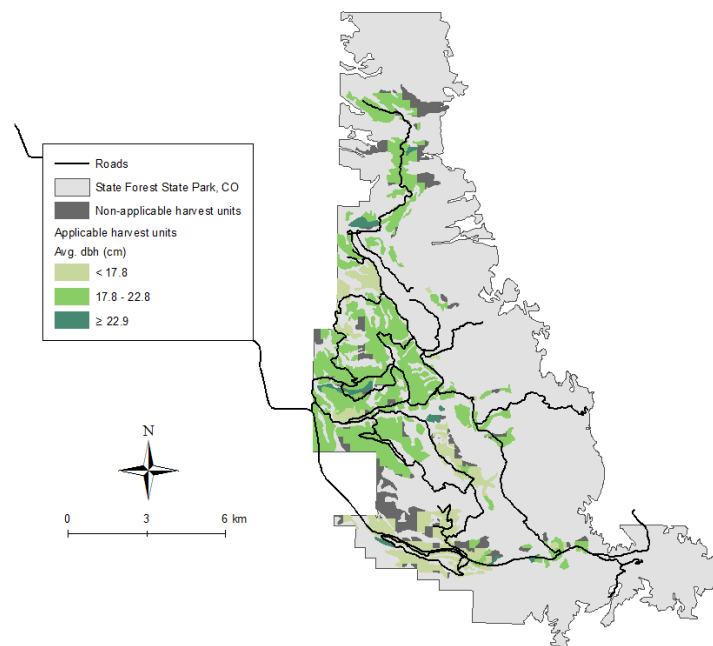 Roads
State Forest State Park, CO
Non-applicable harvest units
Applicable harvest units
Avg. dbh (cm)
< 17.8
17.8 - 22.8
≥ 22.9
N
0 3 6 km